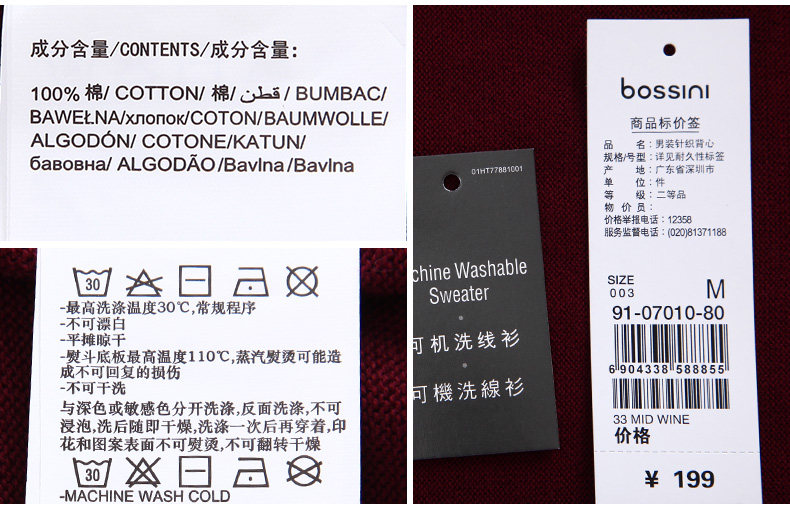 成分含量/CONTENTS/成分含量:
100% 棉/ COTTON/ 棉/ قطن / BUMBAC/
BAWEŁNA/хлопок/COTON/BAUMWOLLE/
ALGODÓN/ COTONE/KATUN/
бавовна/ ALGODÃO/Bavlna/Bavlna
30
-最高洗涤温度30℃,常规程序
-不可漂白
-平摊晾干
-熨斗底板最高温度110℃,蒸汽熨烫可能造
成不可回复的损伤
-不可干洗
与深色或敏感色分开洗涤,反面洗涤,不可
浸泡,洗后随即干燥,洗涤一次后再穿着,印
花和图案表面不可熨烫,不可翻转干燥
30
-MACHINE WASH COLD
01HT77881001
chine Washable
Sweater
可机洗线衫
可機洗線衫
bossini
商品标价签
品 名: 男装针织背心
规格/号型: 详见耐久性标签
产 地: 广东省深圳市
单 位: 件
等 级: 二等品
物 价 员:
价格举报电话: 12358
服务监督电话: (020)81371188
SIZE
003 M
91-07010-80
6 904338 588855
33 MID WINE
价格
¥ 199